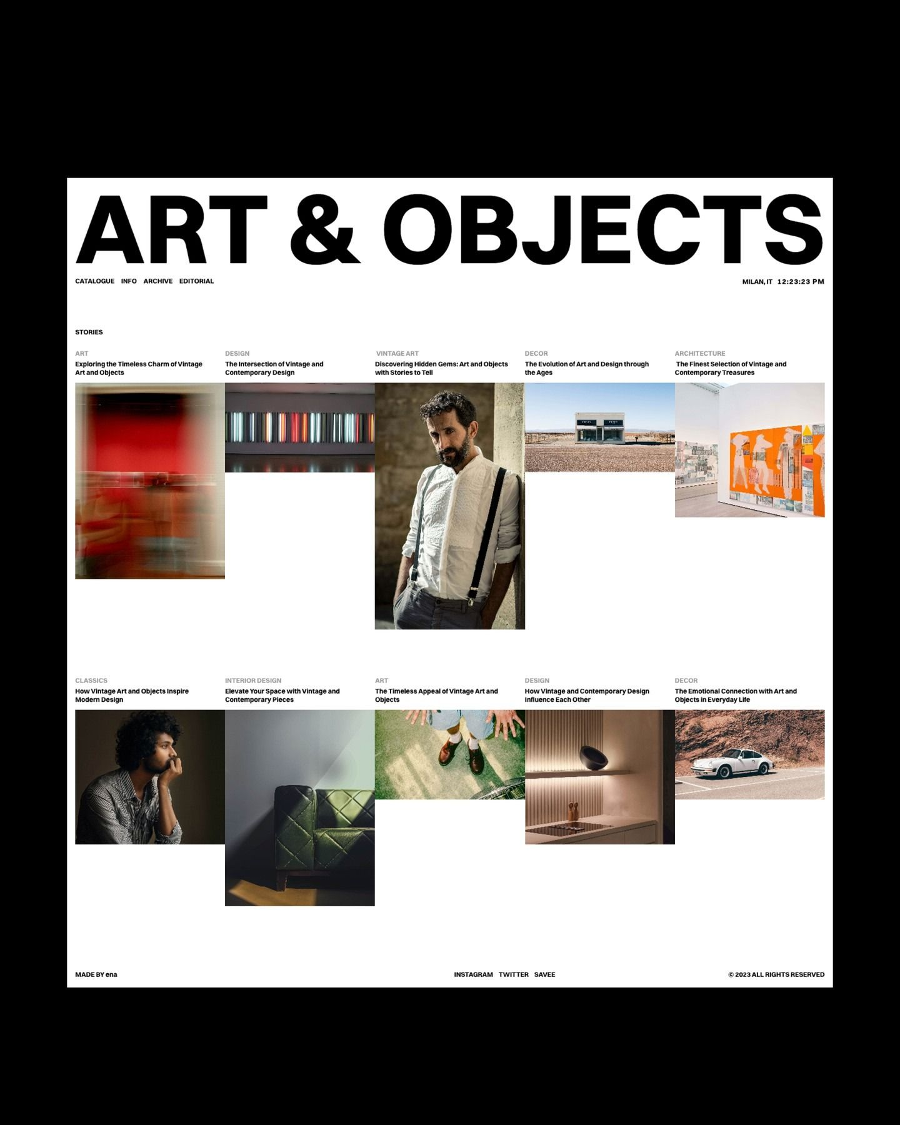 ART & OBJECTS
CATALOGUE INFO ARCHIVE EDITORIAL
MILAN, IT 12:23:23 PM
STORIES
ART
Exploring the Timeless Charm of Vintage
Art and Objects
DESIGN
The Intersection of Vintage and
Contemporary Design
VINTAGE ART
Discovering Hidden Gems: Art and Objects
with Stories to Tell
DECOR
The Evolution of Art and Design through
the Ages
ARCHITECTURE
The Finest Selection of Vintage and
Contemporary Treasures
CLASSICS
How Vintage Art and Objects Inspire
Modern Design
INTERIOR DESIGN
Elevate Your Space with Vintage and
Contemporary Pieces
ART
The Timeless Appeal of Vintage Art and
Objects
DESIGN
How Vintage and Contemporary Design
Influence Each Other
DECOR
The Emotional Connection with Art and
Objects in Everyday Life
MADE BY ena
INSTAGRAM TWITTER SAVEE
© 2023 ALL RIGHTS RESERVED